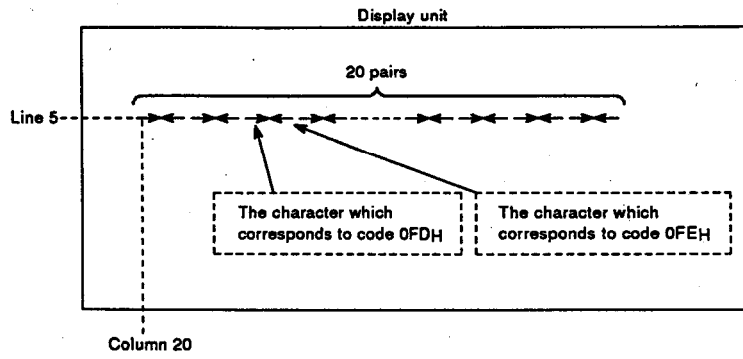 Display unit
20 pairs
Line 5
The character which
corresponds to code 0FDH
The character which
corresponds to code 0FEH
Column 20